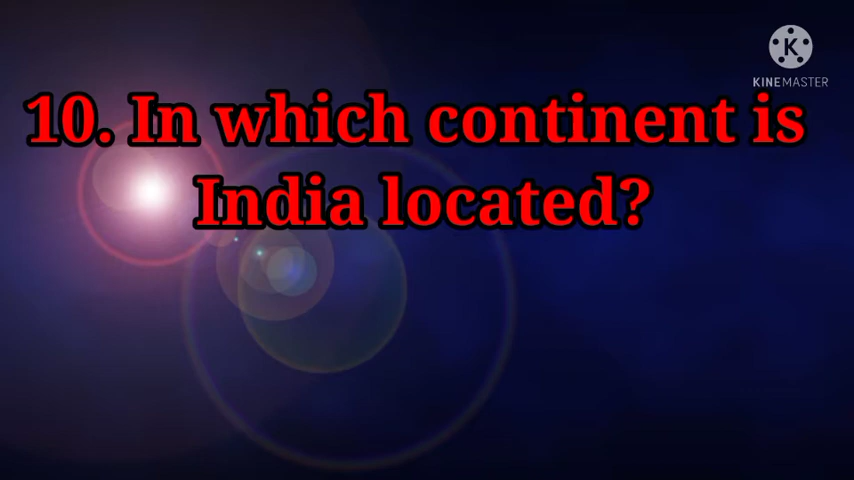 K
KINEMASTER
10. In which continent is
India located?